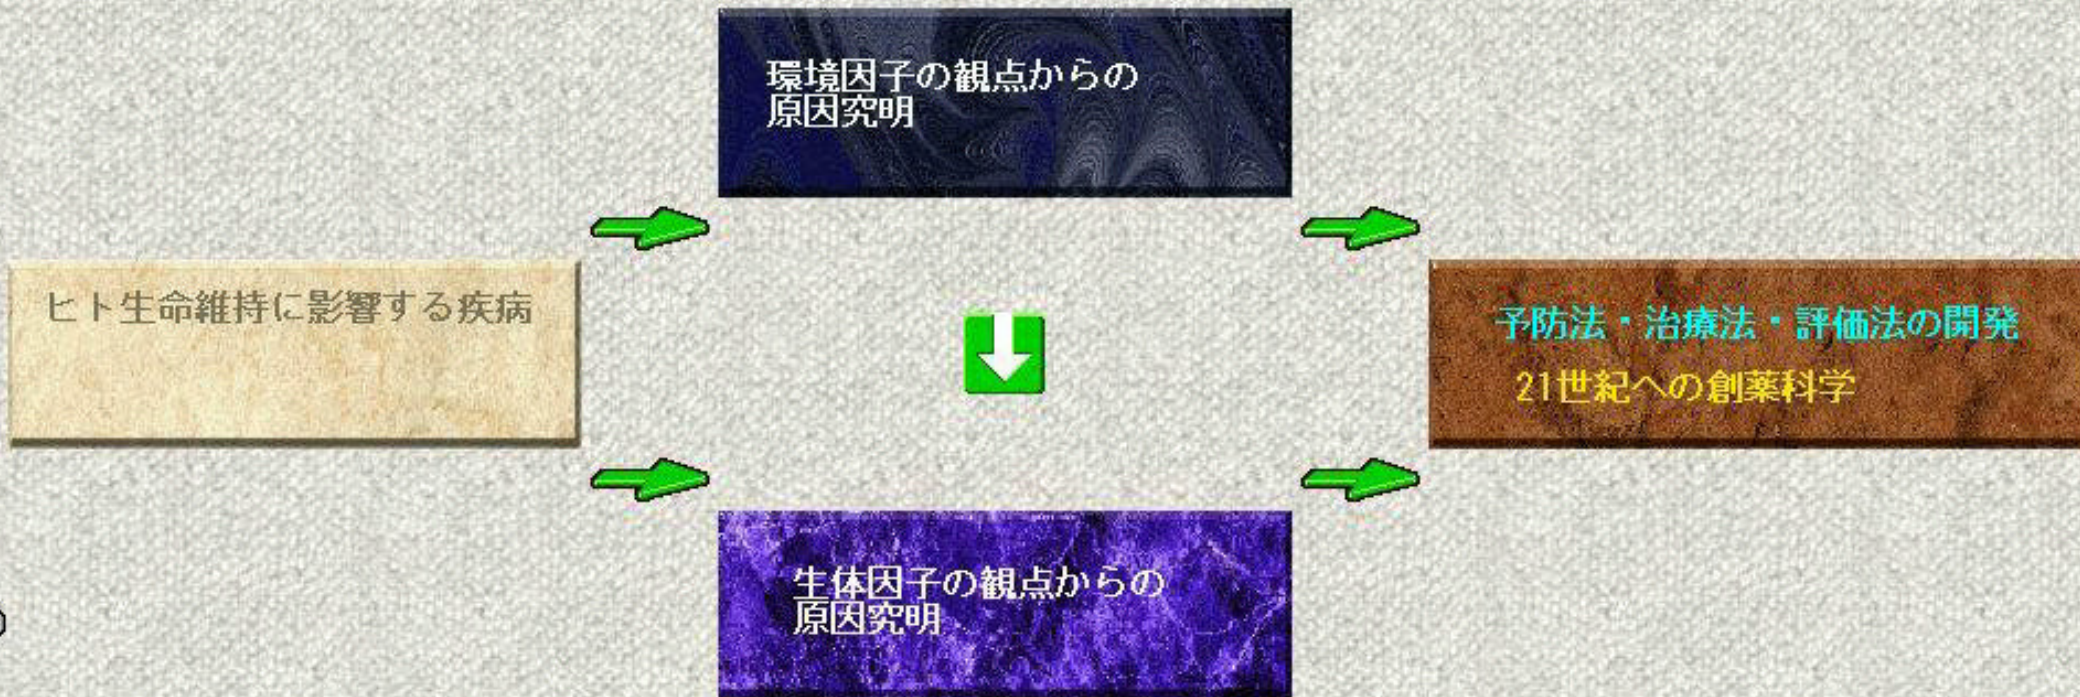 環境因子の観点からの
原因究明
ヒト生命維持に影響する疾病
予防法・治療法・評価法の開発
21世紀への創薬科学
生体因子の観点からの
原因究明